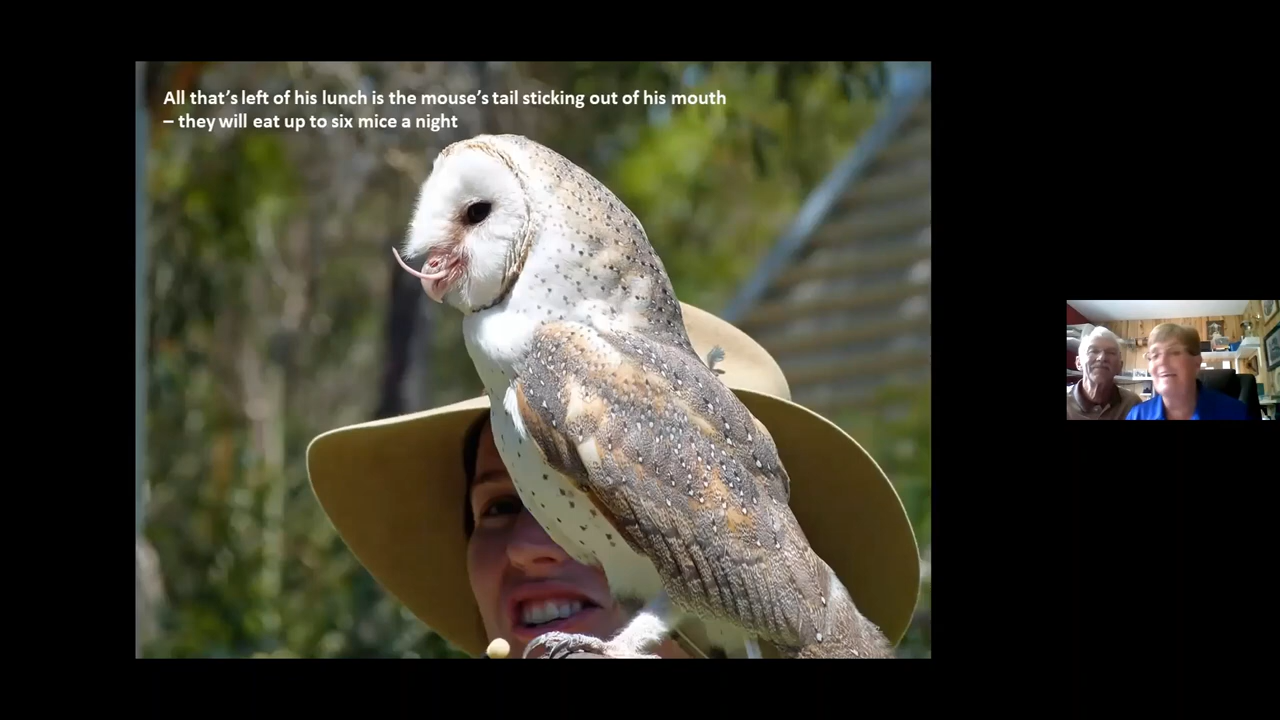 All that’s left of his lunch is the mouse’s tail sticking out of his mouth
– they will eat up to six mice a night